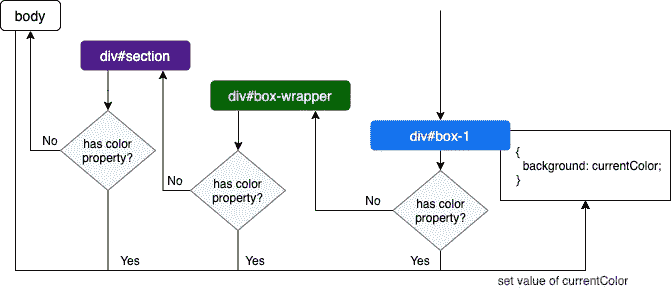 body
div#section
div#box-wrapper
div#box-1
{
background: currentColor;
}
No
has color
property?
No
has color
property?
No
has color
property?
Yes
Yes
Yes
set value of currentColor